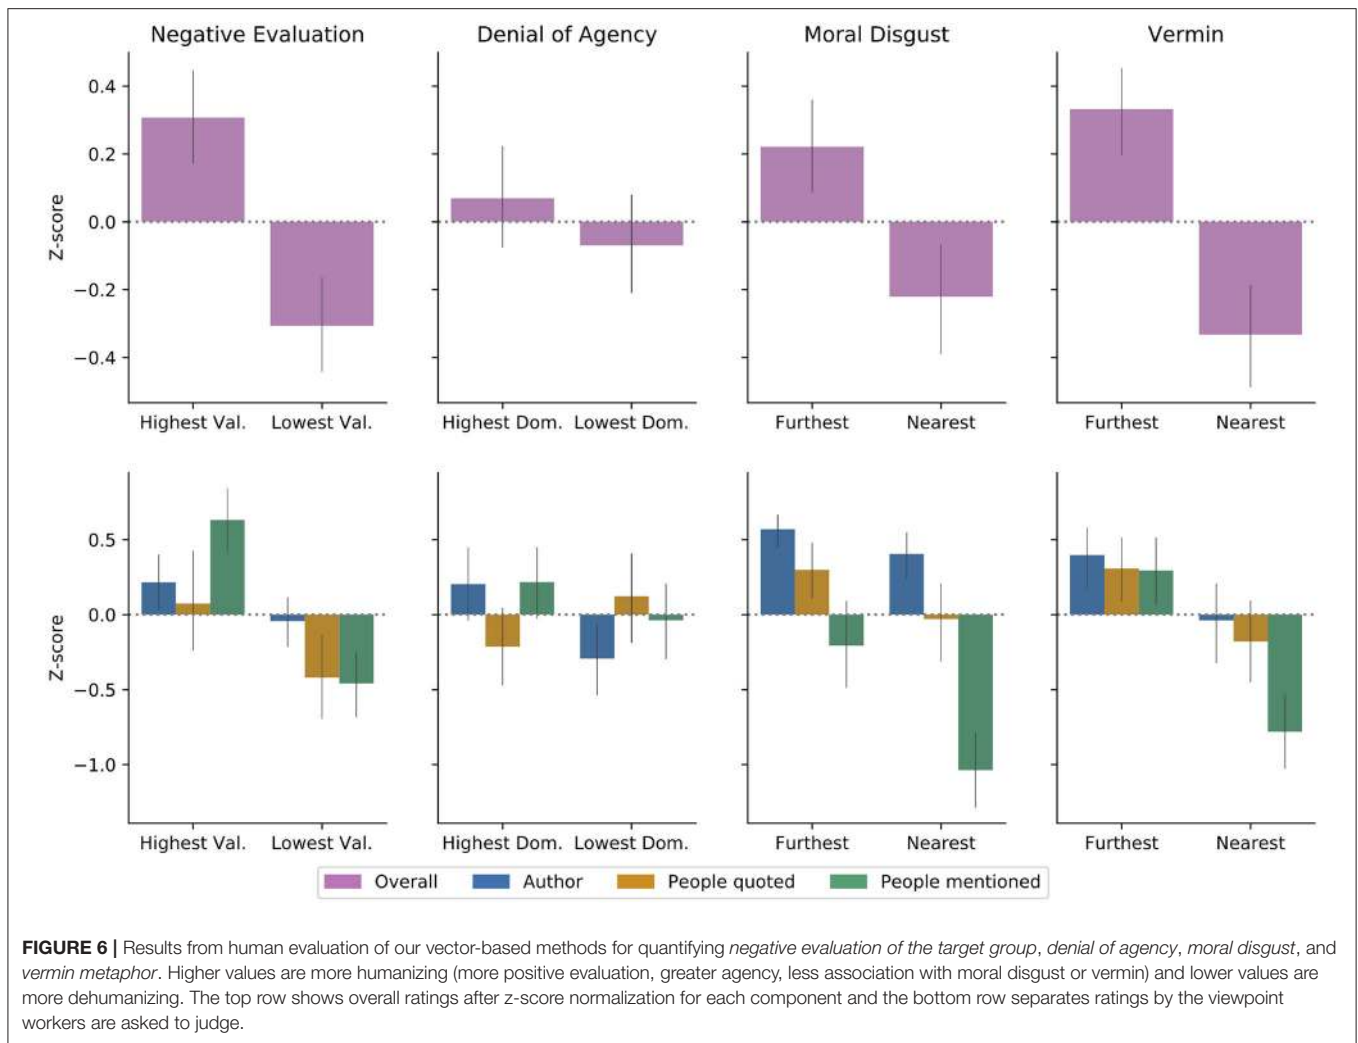 Negative Evaluation
Denial of Agency
Moral Disgust
Vermin
Z-score
0.4
0.2
0.0
−0.2
−0.4
Highest Val. Lowest Val.
Highest Dom. Lowest Dom.
Furthest Nearest
Furthest Nearest
Z-score
0.5
0.0
−0.5
−1.0
Highest Val. Lowest Val.
Highest Dom. Lowest Dom.
Furthest Nearest
Furthest Nearest
Overall Author People quoted People mentioned
FIGURE 6 | Results from human evaluation of our vector-based methods for quantifying negative evaluation of the target group, denial of agency, moral disgust, and
vermin metaphor. Higher values are more humanizing (more positive evaluation, greater agency, less association with moral disgust or vermin) and lower values are
more dehumanizing. The top row shows overall ratings after z-score normalization for each component and the bottom row separates ratings by the viewpoint
workers are asked to judge.